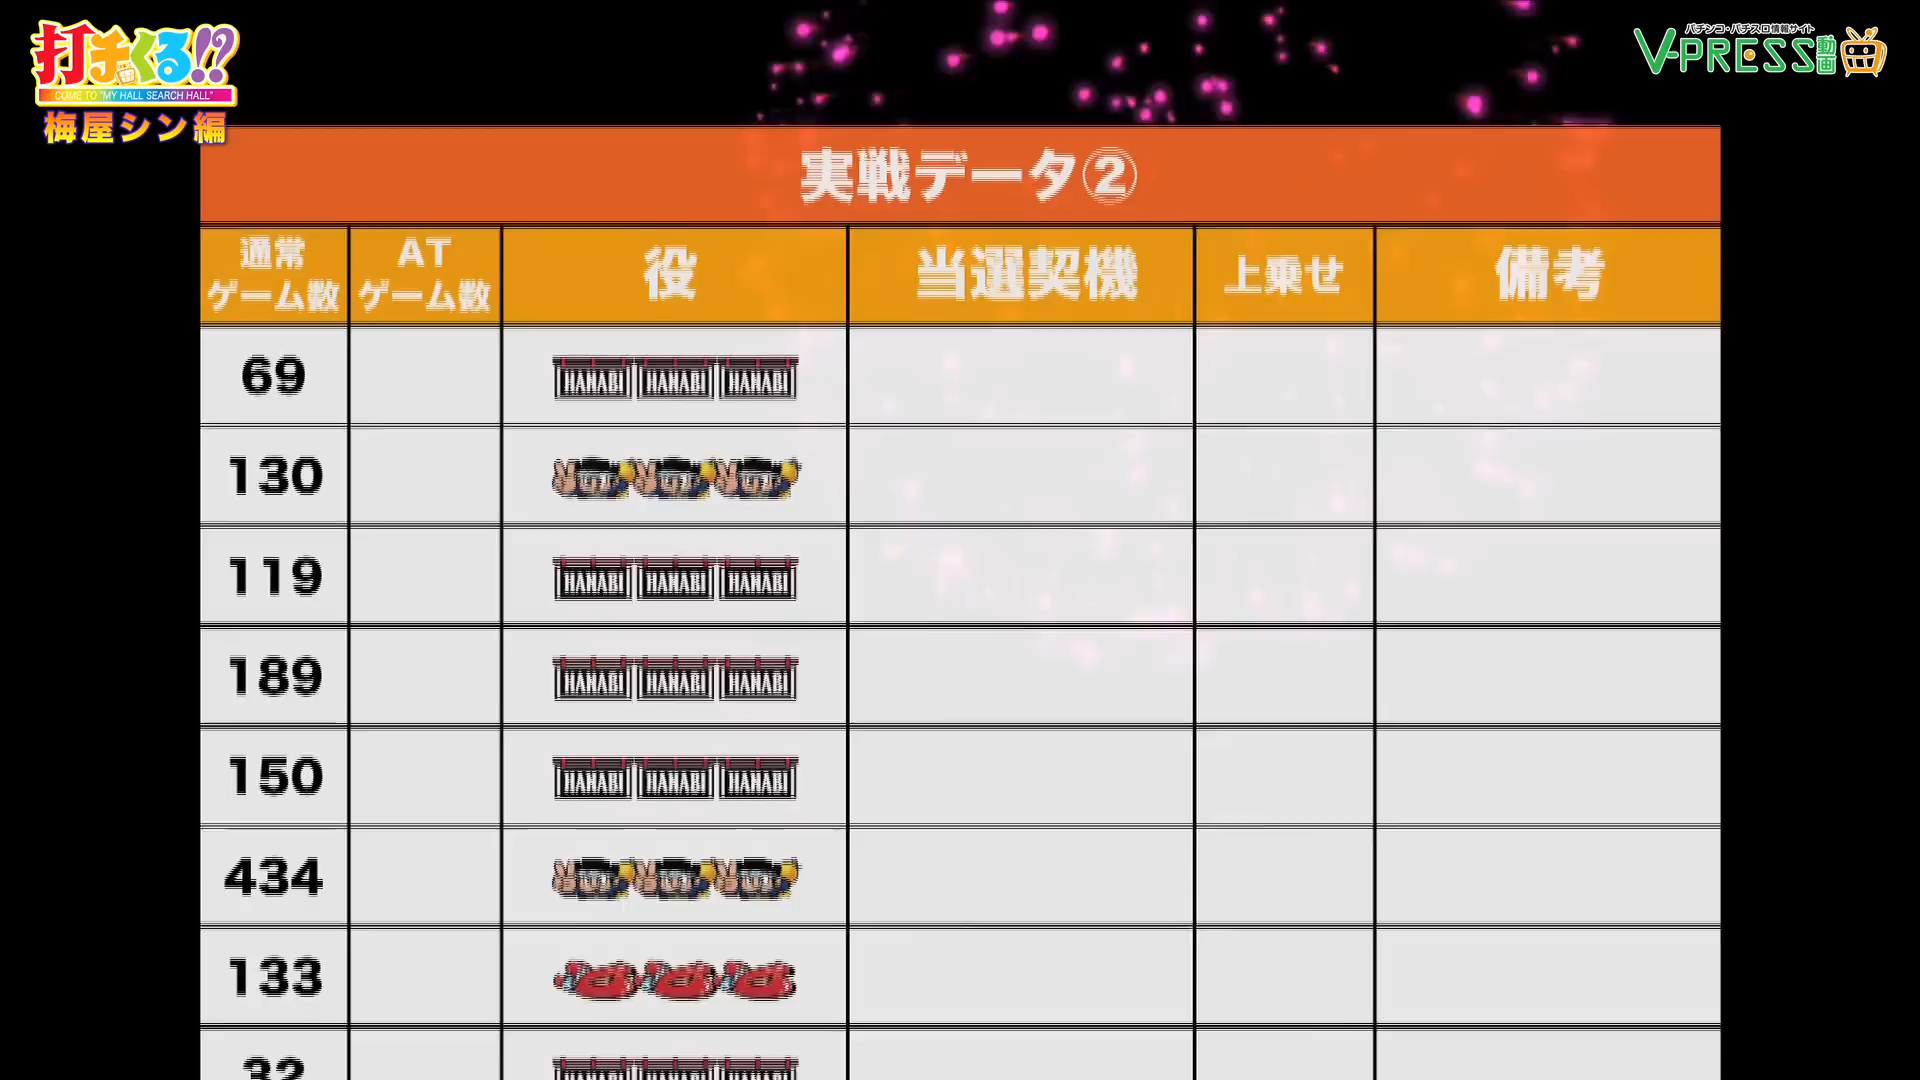 打チくる!?
COME TO "MY HALL SEARCH HALL"
梅屋シン編
パチンコ・パチスロ情報サイト
V-PRESS動画
実戦データ②
通常ゲーム数 ATゲーム数 役 当選契機 上乗せ 備考
69 HANABI HANABI HANABI
130
119 HANABI HANABI HANABI
189 HANABI HANABI HANABI
150 HANABI HANABI HANABI
434
133
32 HANABI HANABI HANABI